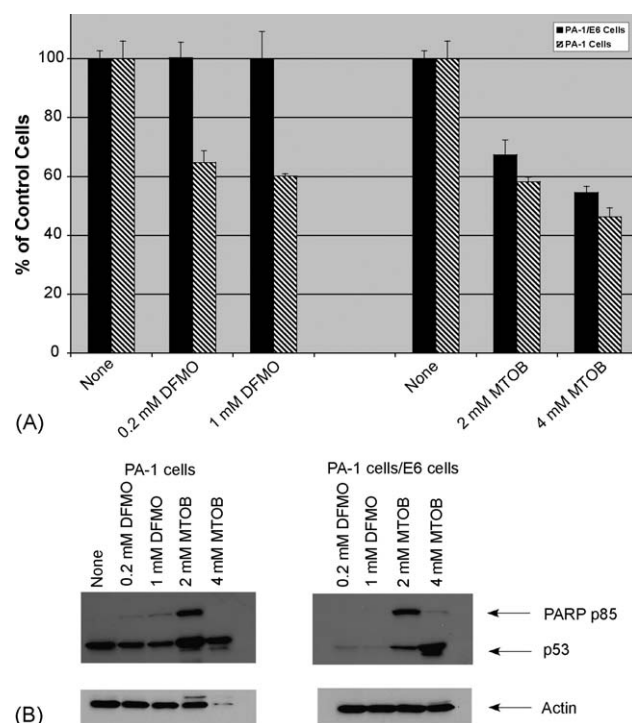 (A)
PA-1/E6 Cells
PA-1 Cells
% of Control Cells
100
80
60
40
20
0
None
0.2 mM DFMO
1 mM DFMO
None
2 mM MTOB
4 mM MTOB
(B)
PA-1 cells
None
0.2 mM DFMO
1 mM DFMO
2 mM MTOB
4 mM MTOB
PA-1 cells/E6 cells
0.2 mM DFMO
1 mM DFMO
2 mM MTOB
4 mM MTOB
PARP p85
p53
Actin